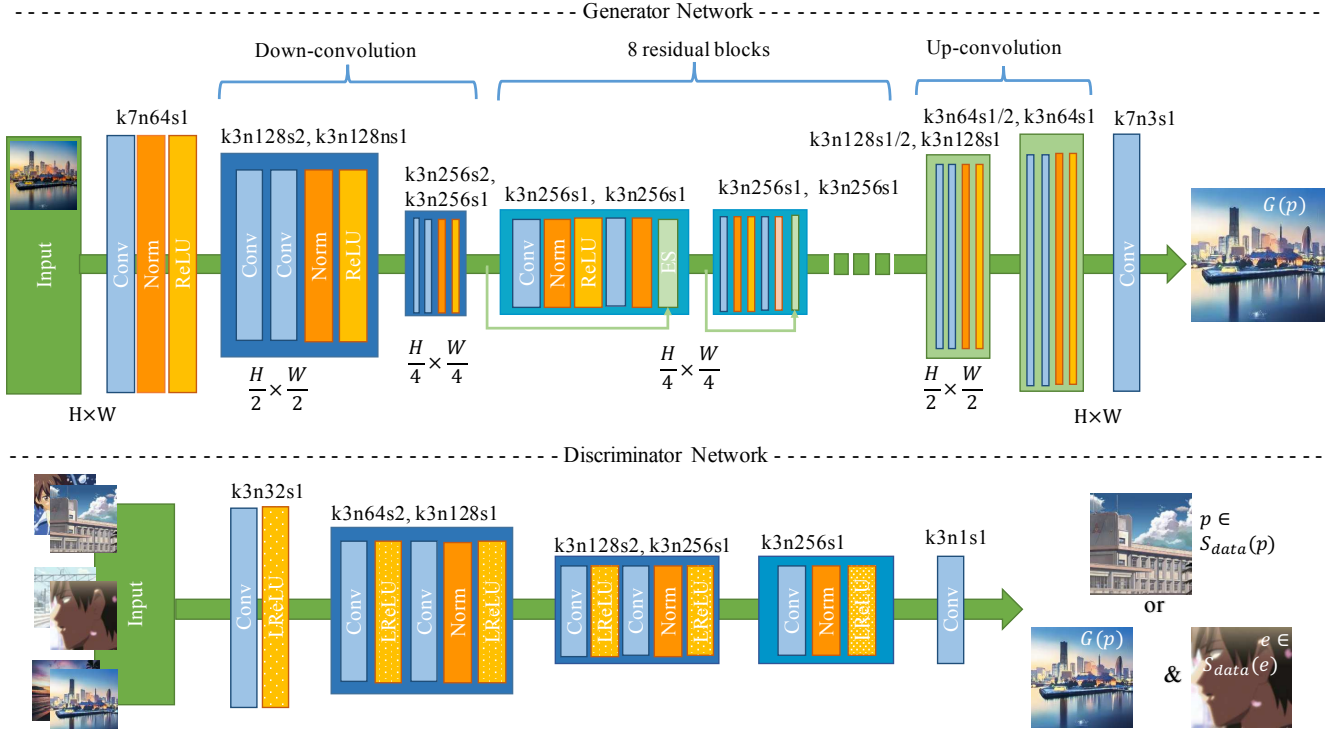 Generator Network
Down-convolution
8 residual blocks
Up-convolution
k7n64s1
k3n128s2, k3n128ns1
k3n256s2,
k3n256s1
k3n256s1, k3n256s1
k3n256s1, k3n256s1
k3n128s1/2, k3n128s1
k3n64s1/2, k3n64s1
k7n3s1
Input
Conv
Norm
ReLU
Conv
Conv
Norm
ReLU
Conv
Norm
ReLU
ES
Conv
G(p)
H×W
H/2 × W/2
H/4 × W/4
H/4 × W/4
H/2 × W/2
H×W
Discriminator Network
k3n32s1
k3n64s2, k3n128s1
k3n128s2, k3n256s1
k3n256s1
k3n1s1
Input
Conv
LReLU
Conv
LReLU
Conv
Norm
LReLU
Conv
LReLU
Conv
Norm
LReLU
Conv
Norm
LReLU
Conv
p ∈
S_data(p)
or
G(p)
&
e ∈
S_data(e)